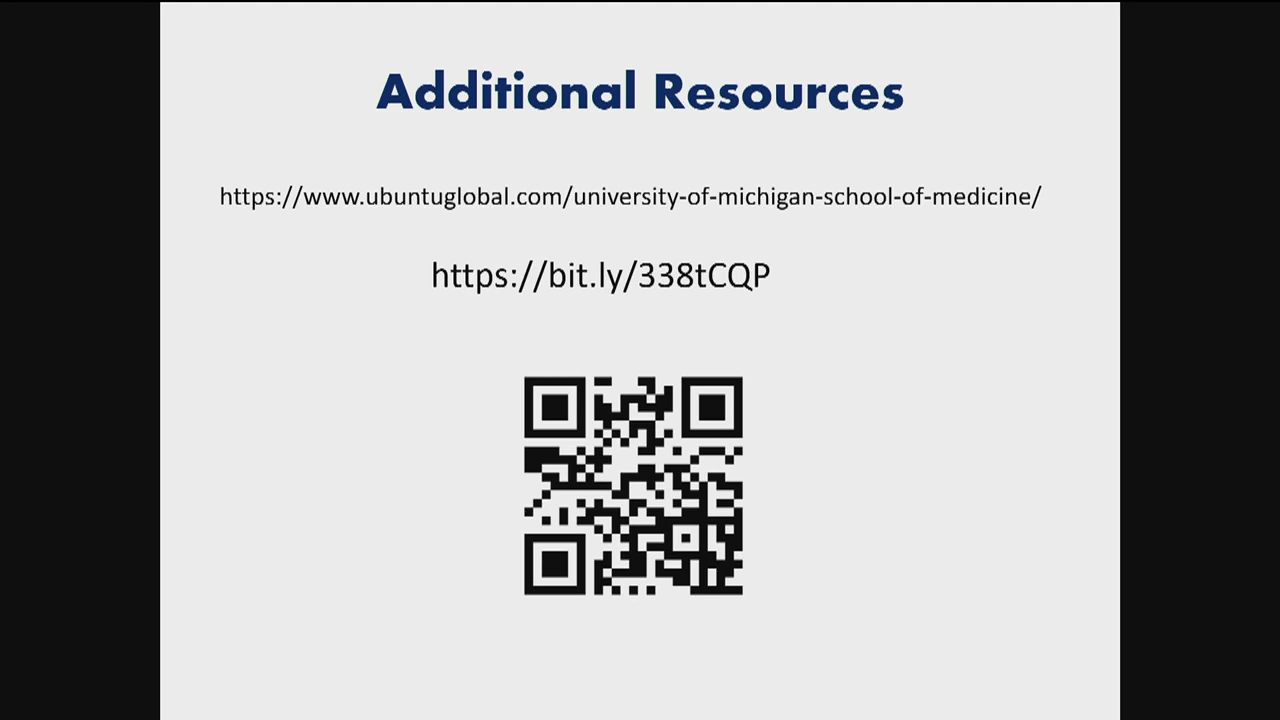 Additional Resources
https://www.ubuntuglobal.com/university-of-michigan-school-of-medicine/
https://bit.ly/338tCQP